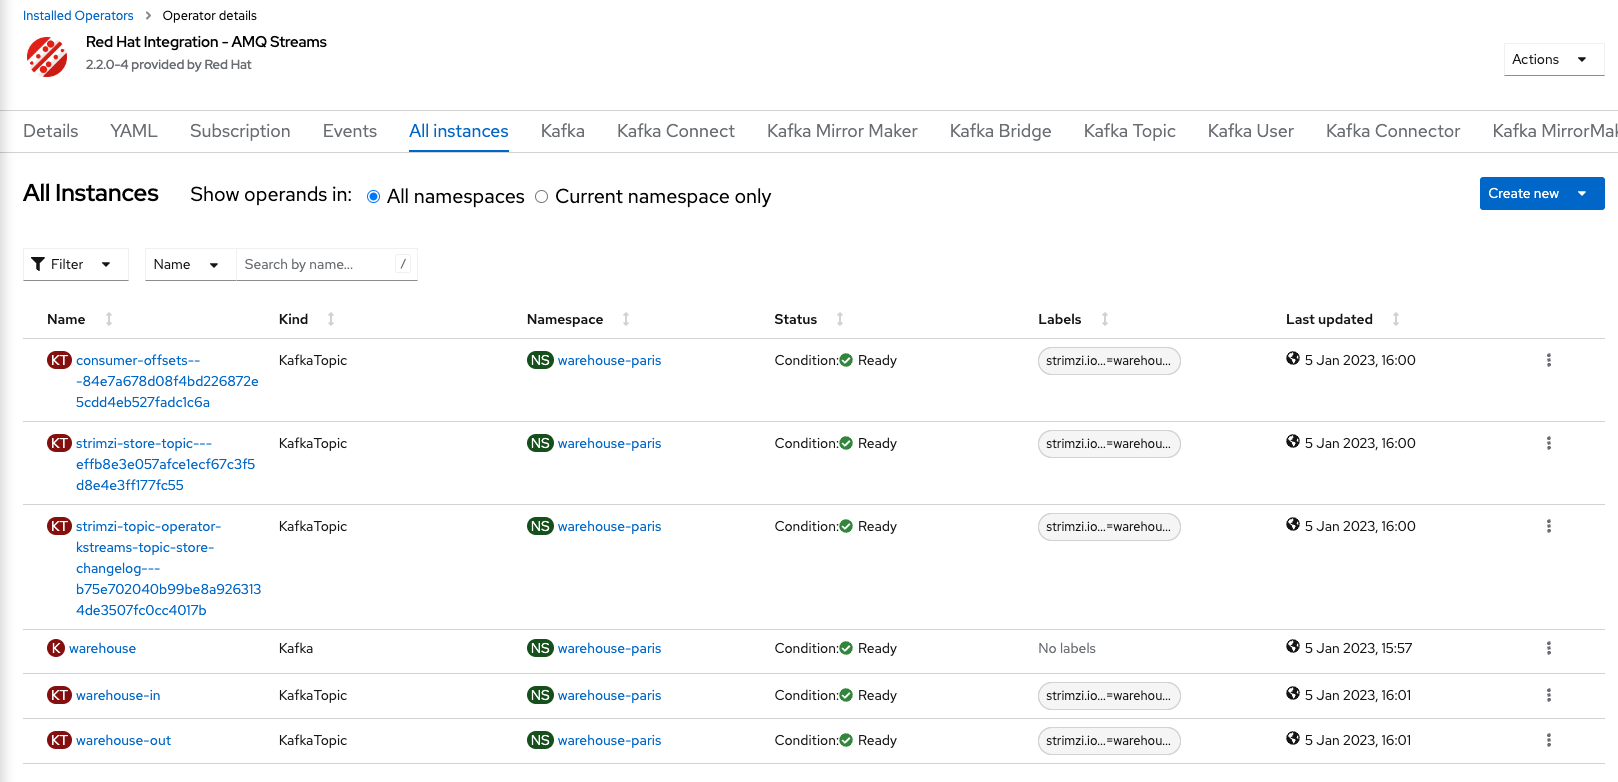 Installed Operators > Operator details
Red Hat Integration - AMQ Streams
2.2.0-4 provided by Red Hat
Actions
Details YAML Subscription Events All instances Kafka Kafka Connect Kafka Mirror Maker Kafka Bridge Kafka Topic Kafka User Kafka Connector Kafka MirrorMak
All Instances Show operands in: All namespaces Current namespace only Create new
Filter Name Search by name... /
Name Kind Namespace Status Labels Last updated
KT consumer-offsets-- KafkaTopic NS warehouse-paris Condition: Ready strimzi.io...=warehou... 5 Jan 2023, 16:00
-84e7a678d08f4bd226872e
5cdd4eb527fadc1c6a
KT strimzi-store-topic--- KafkaTopic NS warehouse-paris Condition: Ready strimzi.io...=warehou... 5 Jan 2023, 16:00
effb8e3e057afce1ecf67c3f5
d8e4e3ff177fc55
KT strimzi-topic-operator- KafkaTopic NS warehouse-paris Condition: Ready strimzi.io...=warehou... 5 Jan 2023, 16:00
kstreams-topic-store-
changelog---
b75e702040b99be8a926313
4de3507fc0cc4017b
K warehouse Kafka NS warehouse-paris Condition: Ready No labels 5 Jan 2023, 15:57
KT warehouse-in KafkaTopic NS warehouse-paris Condition: Ready strimzi.io...=warehou... 5 Jan 2023, 16:01
KT warehouse-out KafkaTopic NS warehouse-paris Condition: Ready strimzi.io...=warehou... 5 Jan 2023, 16:01